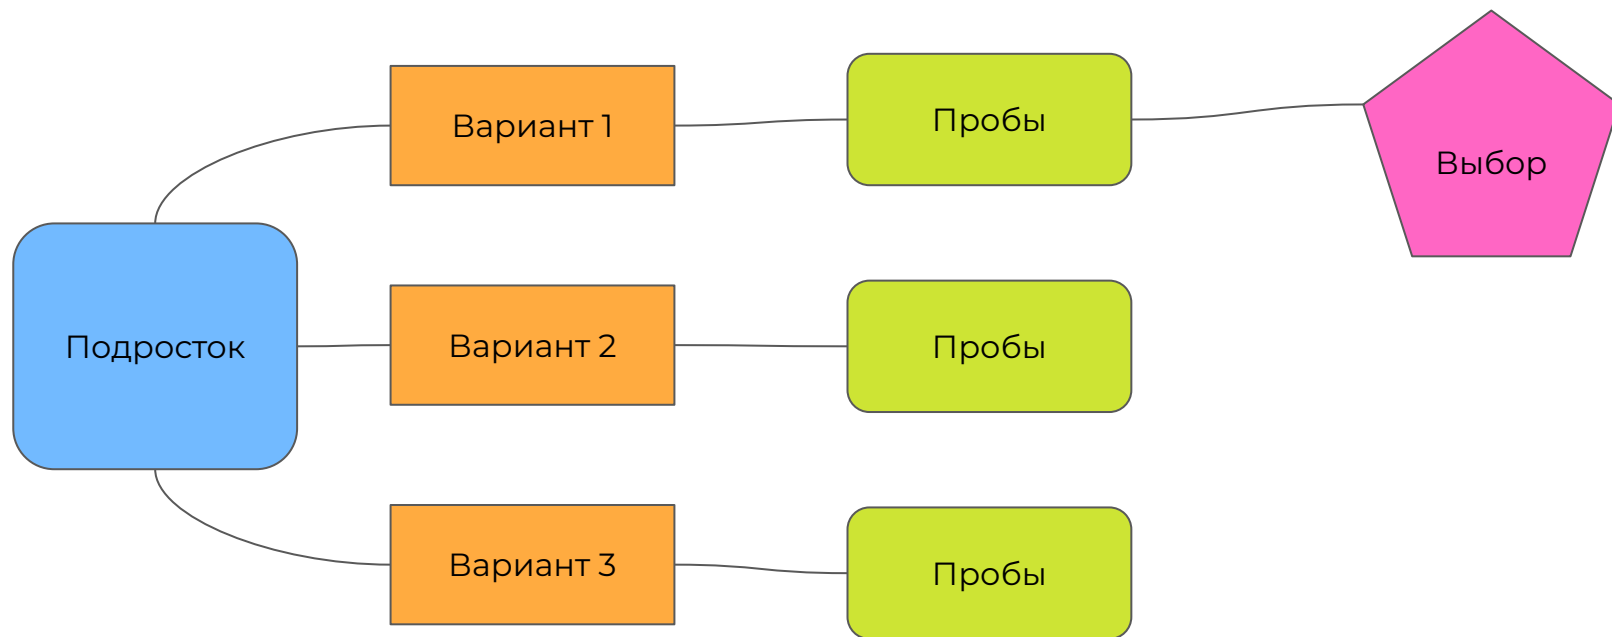 Вариант 1
Пробы
Выбор
Подросток
Вариант 2
Пробы
Вариант 3
Пробы